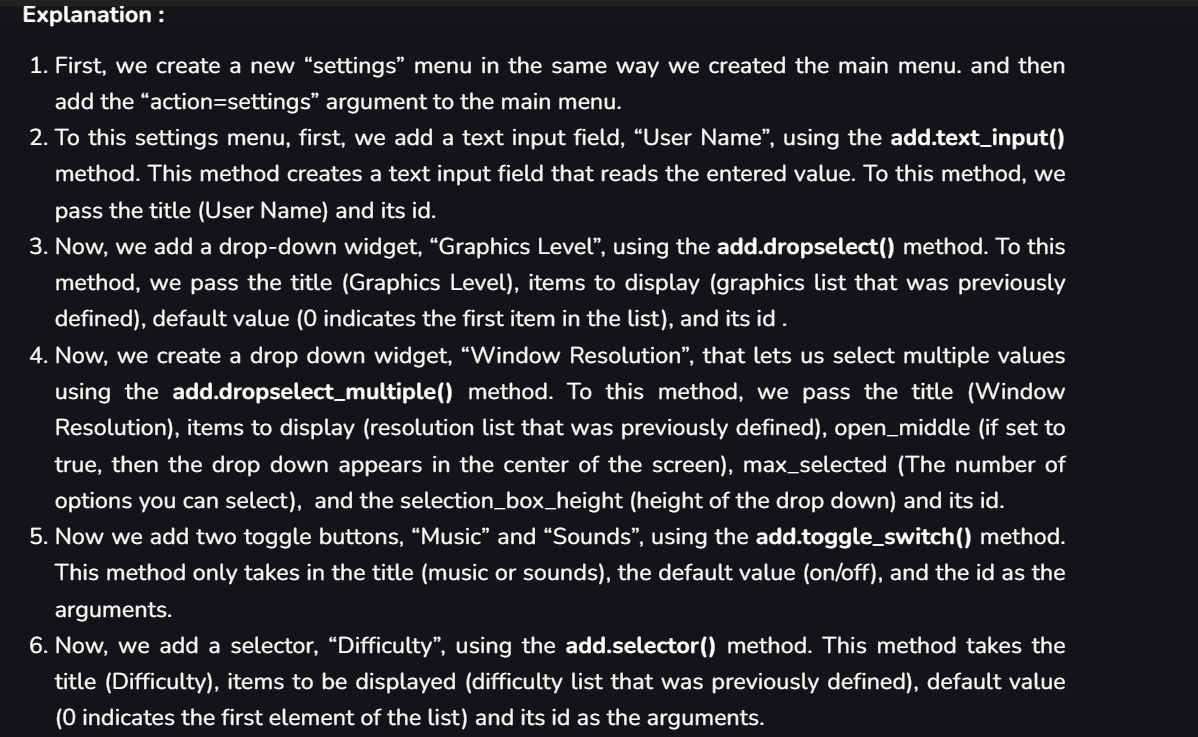 Explanation :
1. First, we create a new “settings” menu in the same way we created the main menu. and then
add the “action=settings” argument to the main menu.
2. To this settings menu, first, we add a text input field, “User Name”, using the add.text_input()
method. This method creates a text input field that reads the entered value. To this method, we
pass the title (User Name) and its id.
3. Now, we add a drop-down widget, “Graphics Level”, using the add.dropselect() method. To this
method, we pass the title (Graphics Level), items to display (graphics list that was previously
defined), default value (0 indicates the first item in the list), and its id .
4. Now, we create a drop down widget, “Window Resolution”, that lets us select multiple values
using the add.dropselect_multiple() method. To this method, we pass the title (Window
Resolution), items to display (resolution list that was previously defined), open_middle (if set to
true, then the drop down appears in the center of the screen), max_selected (The number of
options you can select),  and the selection_box_height (height of the drop down) and its id.
5. Now we add two toggle buttons, “Music” and “Sounds”, using the add.toggle_switch() method.
This method only takes in the title (music or sounds), the default value (on/off), and the id as the
arguments.
6. Now, we add a selector, “Difficulty”, using the add.selector() method. This method takes the
title (Difficulty), items to be displayed (difficulty list that was previously defined), default value
(0 indicates the first element of the list) and its id as the arguments.